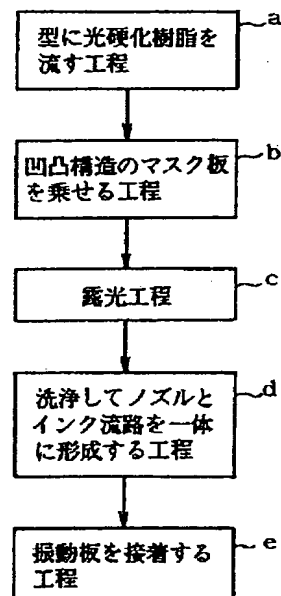 型に光硬化樹脂を
流す工程
a
凹凸構造のマスク板
を乗せる工程
b
露光工程
c
洗浄してノズルと
インク流路を一体
に形成する工程
d
振動板を接着する
工程
e